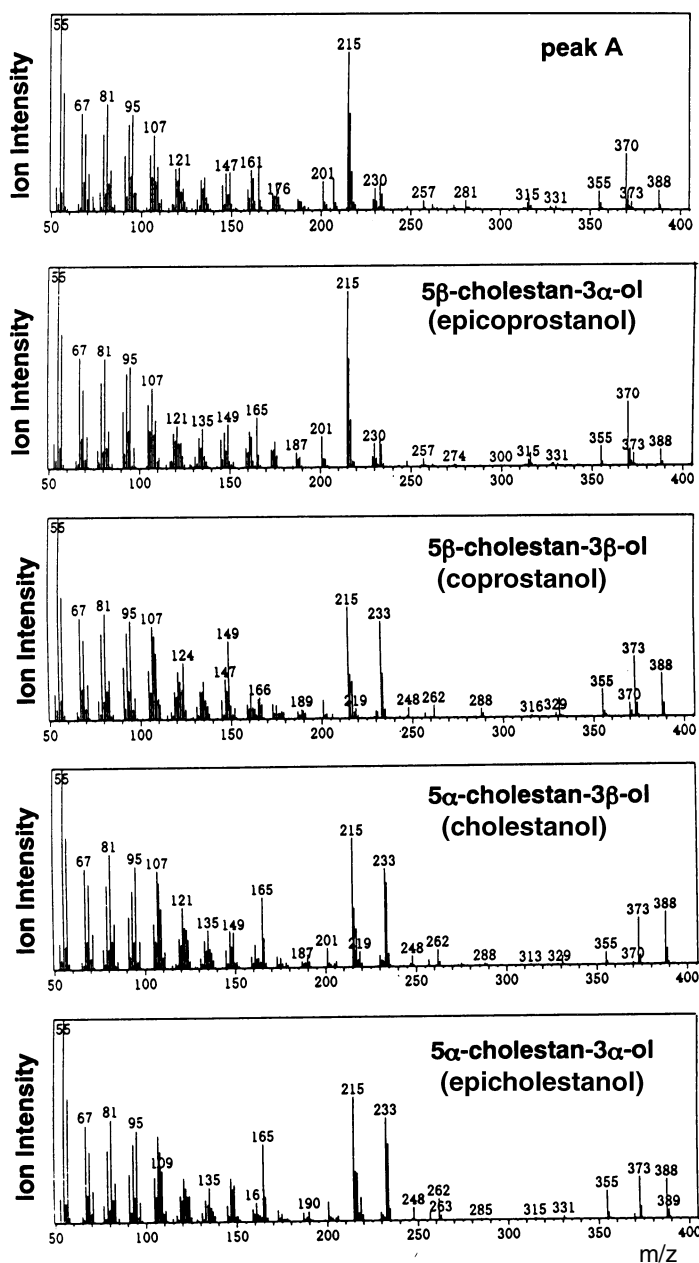 Ion Intensity
peak A
55 67 81 95 107 121 147 161 176 201 215 230 257 281 315 331 355 370 373 388
50 100 150 200 250 300 350 400
Ion Intensity
5β-cholestan-3α-ol
(epicoprostanol)
55 67 81 95 107 121 135 149 165 187 201 215 230 257 274 300 315 331 355 370 373 388
50 100 150 200 250 300 350 400
Ion Intensity
5β-cholestan-3β-ol
(coprostanol)
55 67 81 95 107 124 147 149 166 189 215 219 233 248 262 288 316 329 355 370 373 388
50 100 150 200 250 300 350 400
Ion Intensity
5α-cholestan-3β-ol
(cholestanol)
55 67 81 95 107 121 135 149 165 187 201 215 219 233 248 262 288 313 329 355 370 373 388
50 100 150 200 250 300 350 400
Ion Intensity
5α-cholestan-3α-ol
(epicholestanol)
55 67 81 95 109 135 16 165 190 215 233 248 262 263 285 315 331 355 373 388 389
50 100 150 200 250 300 350 400
m/z